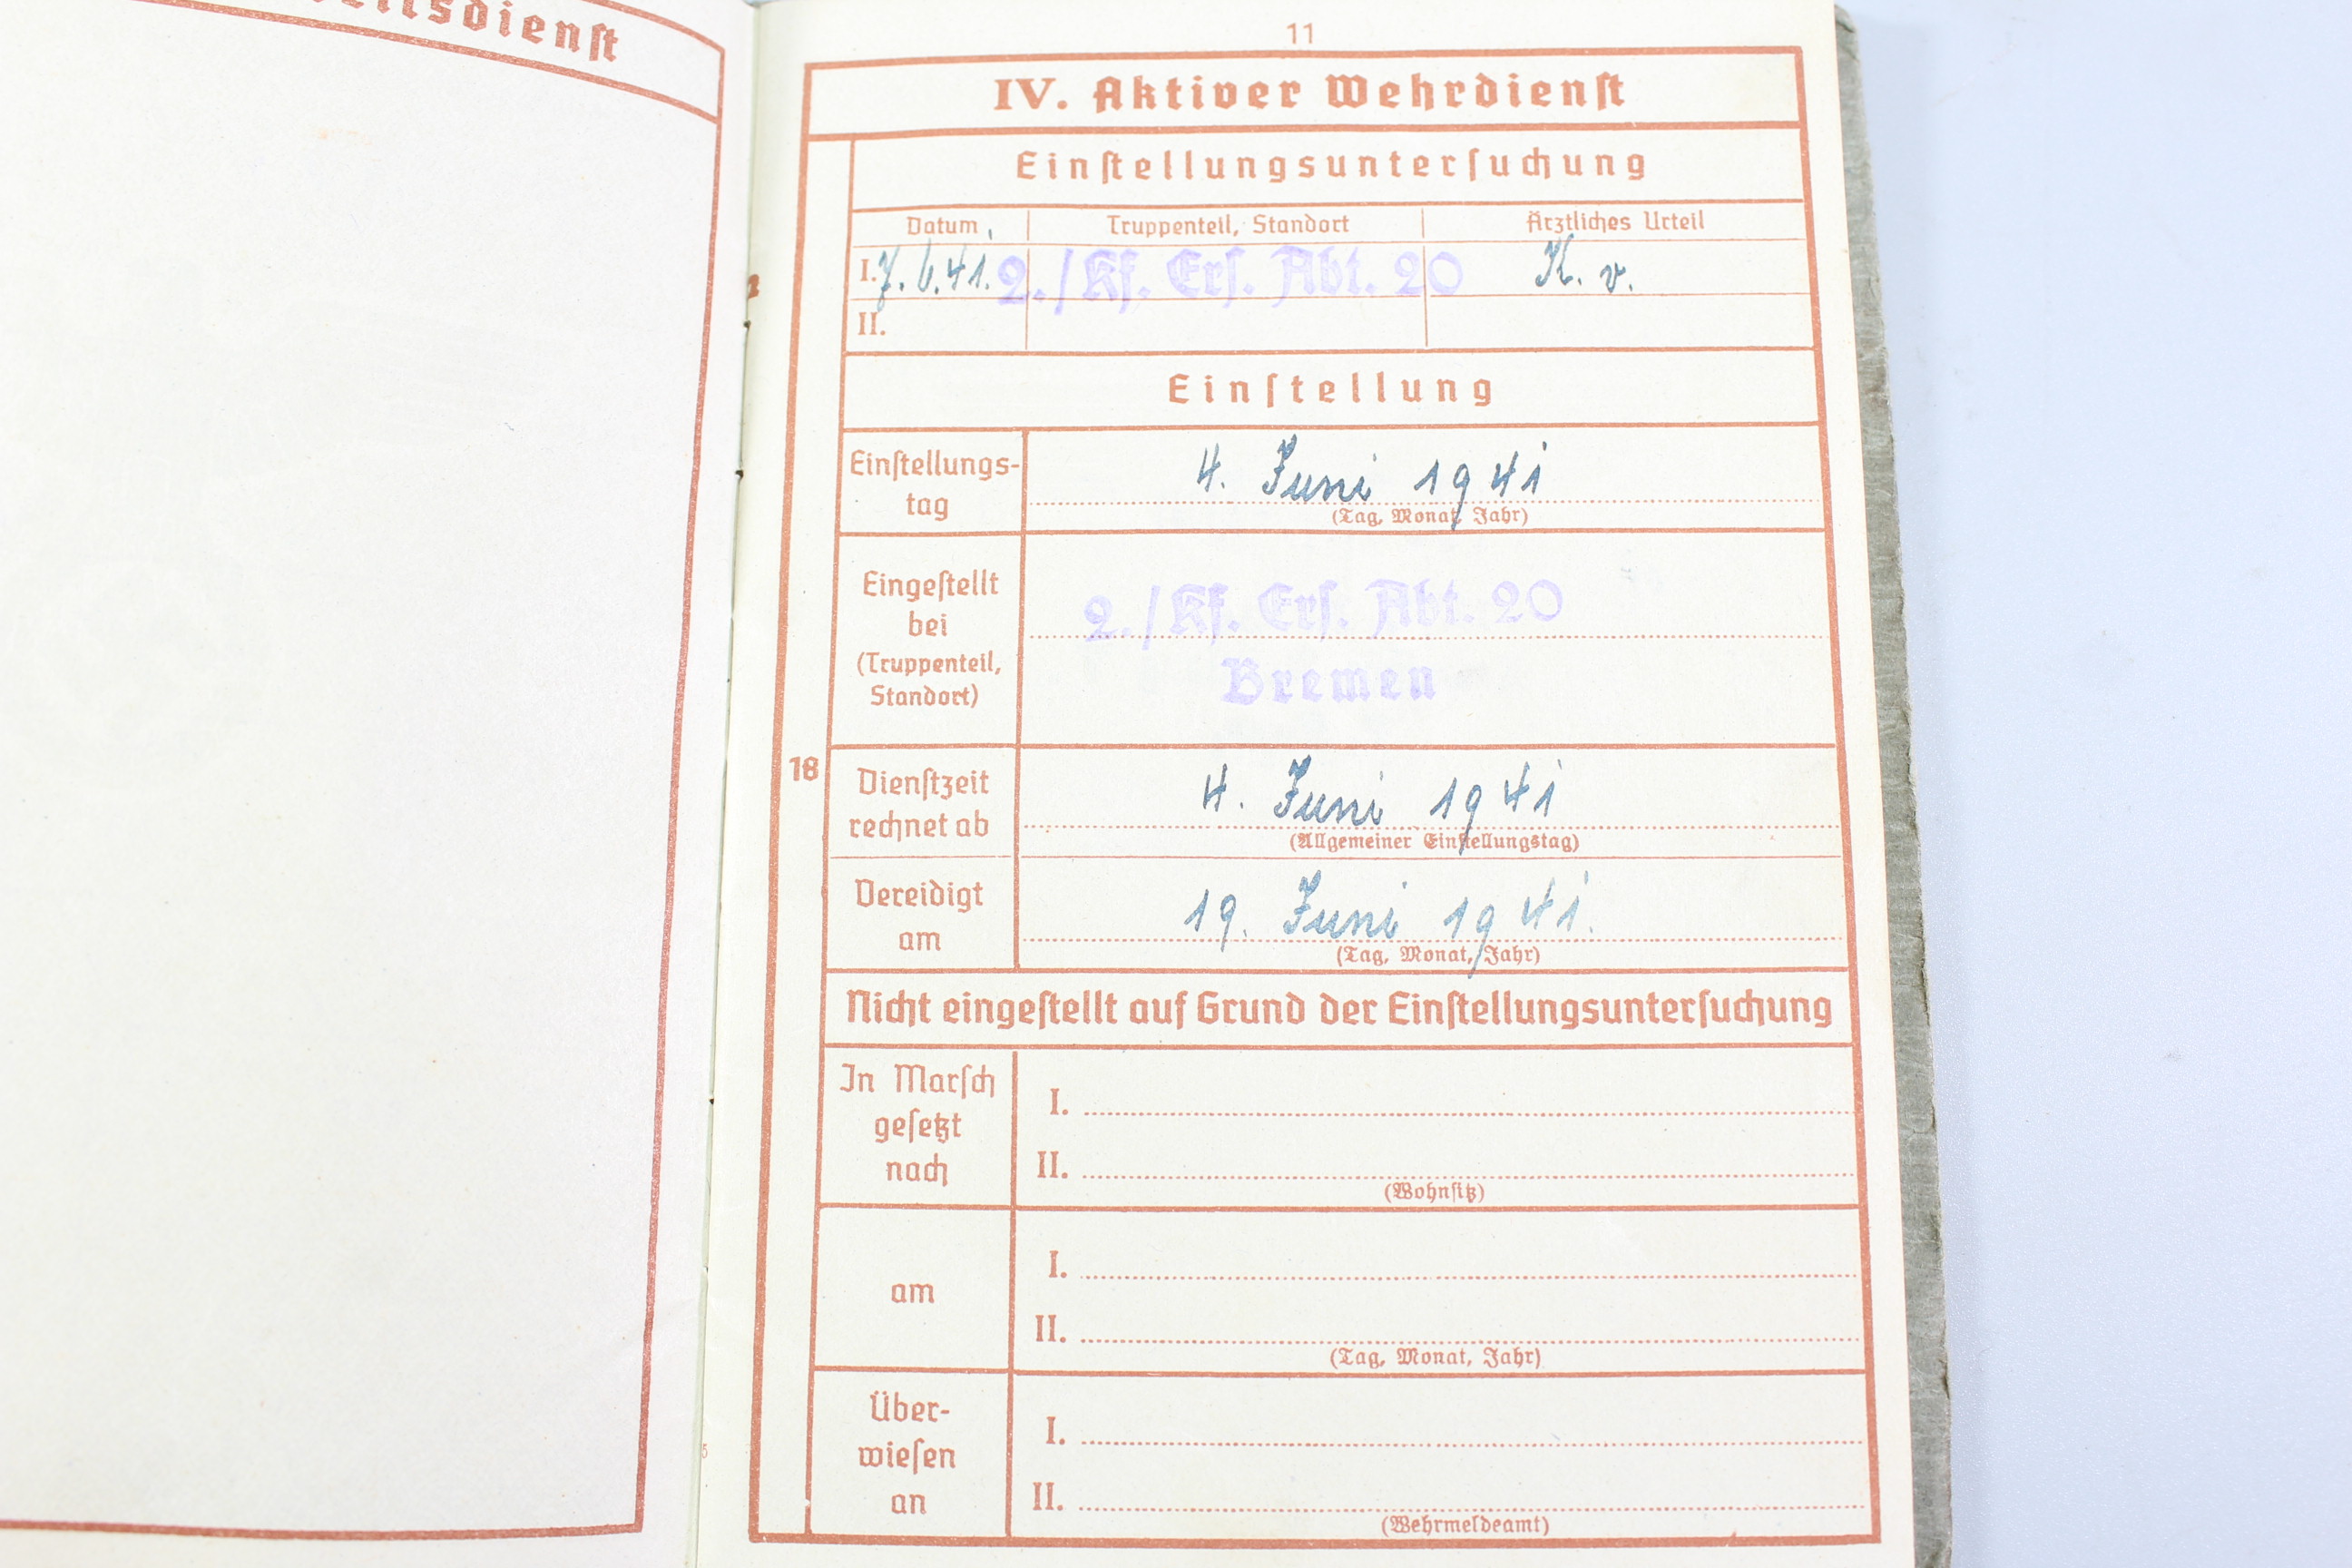 11
IV. Aktiver Wehrdienſt
Einſtellungsunterſuchung
Datum Truppenteil, Standort Ärztliches Urteil
I. 7.6.41. 2./Kf. Erſ. Abt. 20 K. v.
II.
Einſtellung
Einſtellungs-
tag
4. Juni 1941
(Tag, Monat, Jahr)
Eingeſtellt
bei
(Truppenteil,
Standort)
2./Kf. Erſ. Abt. 20
Bremen
18
Dienſtzeit
rechnet ab
4. Juni 1941
(Allgemeiner Einſtellungstag)
Vereidigt
am
19. Juni 1941.
(Tag, Monat, Jahr)
Nicht eingeſtellt auf Grund der Einſtellungsunterſuchung
In Marſch
geſetzt
nach
I.
II.
(Wohnſitz)
am
I.
II.
(Tag, Monat, Jahr)
Über-
wieſen
an
I.
II.
(Wehrmeldeamt)